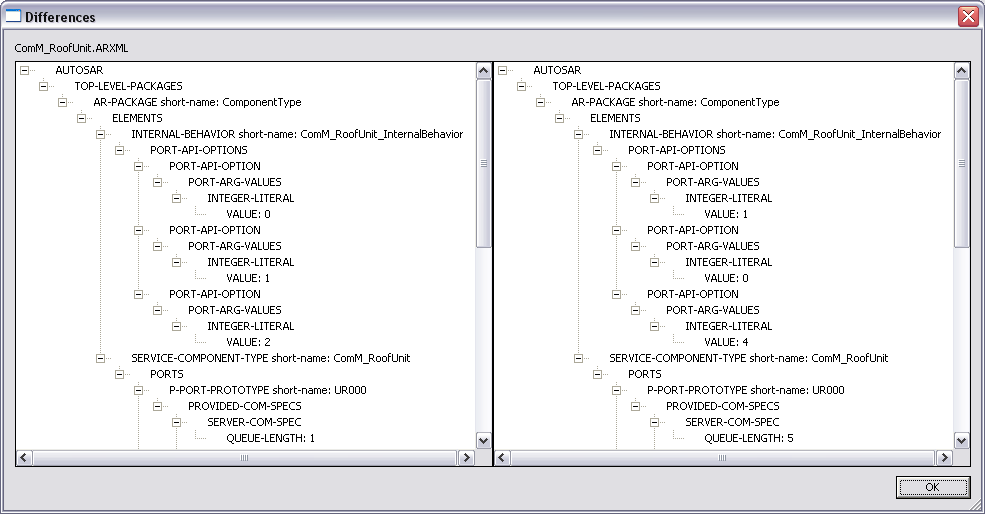 Differences
ComM_RoofUnit.ARXML
AUTOSAR
TOP-LEVEL-PACKAGES
AR-PACKAGE short-name: ComponentType
ELEMENTS
INTERNAL-BEHAVIOR short-name: ComM_RoofUnit_InternalBehavior
PORT-API-OPTIONS
PORT-API-OPTION
PORT-ARG-VALUES
INTEGER-LITERAL
VALUE: 0
PORT-API-OPTION
PORT-ARG-VALUES
INTEGER-LITERAL
VALUE: 1
PORT-API-OPTION
PORT-ARG-VALUES
INTEGER-LITERAL
VALUE: 2
SERVICE-COMPONENT-TYPE short-name: ComM_RoofUnit
PORTS
P-PORT-PROTOTYPE short-name: UR000
PROVIDED-COM-SPECS
SERVER-COM-SPEC
QUEUE-LENGTH: 1
AUTOSAR
TOP-LEVEL-PACKAGES
AR-PACKAGE short-name: ComponentType
ELEMENTS
INTERNAL-BEHAVIOR short-name: ComM_RoofUnit_InternalBehavior
PORT-API-OPTIONS
PORT-API-OPTION
PORT-ARG-VALUES
INTEGER-LITERAL
VALUE: 1
PORT-API-OPTION
PORT-ARG-VALUES
INTEGER-LITERAL
VALUE: 0
PORT-API-OPTION
PORT-ARG-VALUES
INTEGER-LITERAL
VALUE: 4
SERVICE-COMPONENT-TYPE short-name: ComM_RoofUnit
PORTS
P-PORT-PROTOTYPE short-name: UR000
PROVIDED-COM-SPECS
SERVER-COM-SPEC
QUEUE-LENGTH: 5
OK